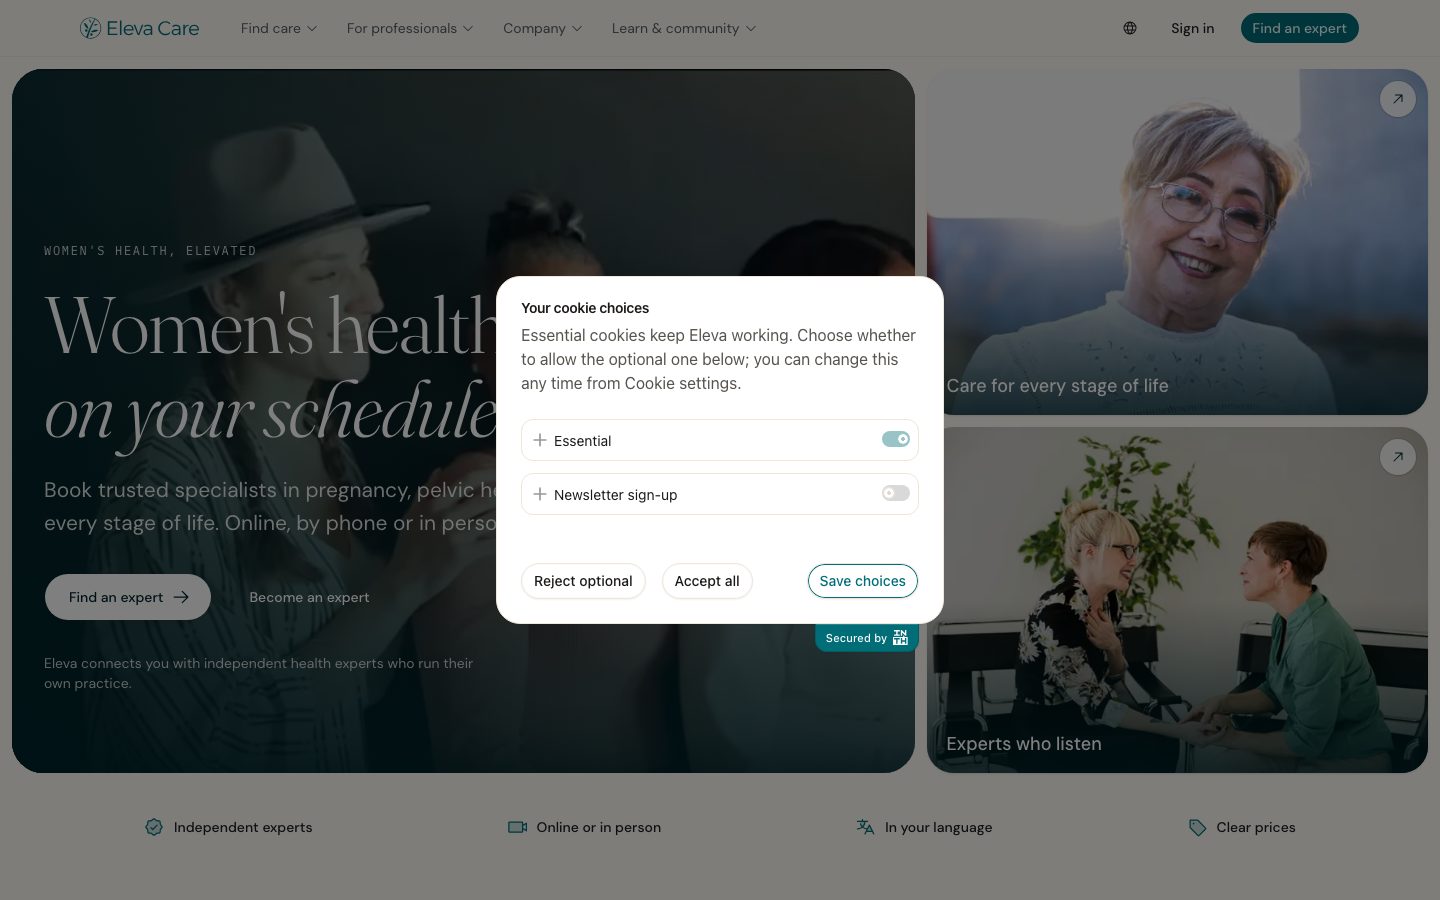 Eleva Care
Find care
For professionals
Company
Learn & community
Sign in
Find an expert
WOMEN'S HEALTH, ELEVATED
Women's health
on your schedule
Book trusted specialists in pregnancy, pelvic
every stage of life. Online, by phone or in
Find an expert
Become an expert
Eleva connects you with independent health experts who run their
own practice.
Your cookie choices
Essential cookies keep Eleva working. Choose whether
to allow the optional one below; you can change this
any time from Cookie settings.
Essential
Newsletter sign-up
Reject optional
Accept all
Save choices
Secured by
INTH
Care for every stage of life
Experts who listen
Independent experts
Online or in person
In your language
Clear prices